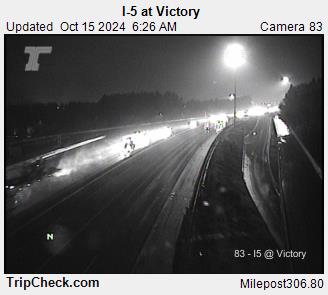 I-5 at Victory
Updated Oct 15 2024 6:26 AM Camera 83
T
N
83 - I5 @ Victory
TripCheck.com Milepost306.80